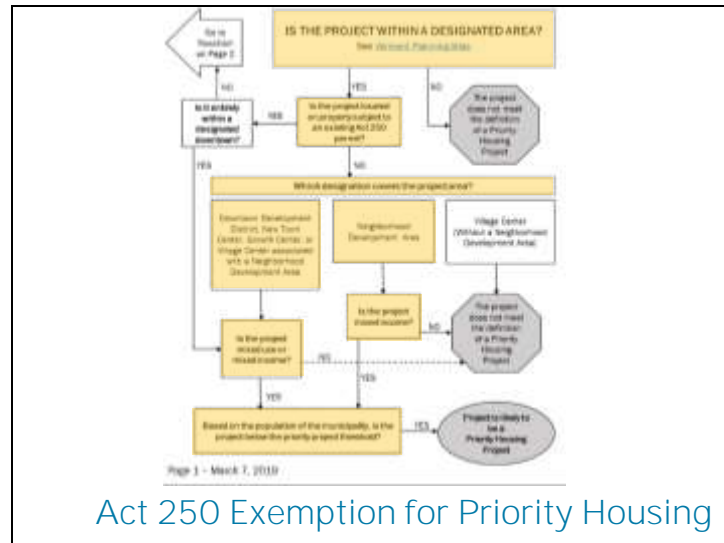 Go to
on Page 2
IS THE PROJECT WITHIN A DESIGNATED AREA?
See Vermont Planning Atlas
NO
YES
NO
Is it entirely
within a
designated
downtown?
YES
Is the project located
on property subject to
an existing Act 250
permit?
The project
does not meet
the definition
of a Priority
Housing
Project
YES
NO
Which designation covers the project area?
Downtown Development
District, New Town
Center, Growth Center, or
Village Center associated
with a Neighborhood
Development Area
Neighborhood
Development Area
Village Center
(Without a Neighborhood
Development Area)
Is the project
mixed use or
mixed income?
Is the project
mixed income?
NO
The project
does not meet
the definition
of a Priority
Housing
Project
NO
YES
YES
Based on the population of the municipality, is the
project below the priority project threshold?
YES
Project is likely to
be a
Priority Housing
Project
Page 1 – March 7, 2019
Act 250 Exemption for Priority Housing